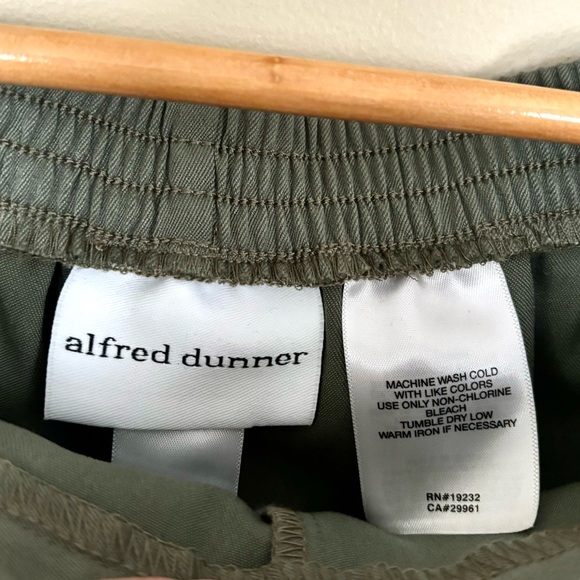 alfred dunner
MACHINE WASH COLD
WITH LIKE COLORS
USE ONLY NON-CHLORINE
BLEACH
TUMBLE DRY LOW
WARM IRON IF NECESSARY
RN#19232
CA#29961